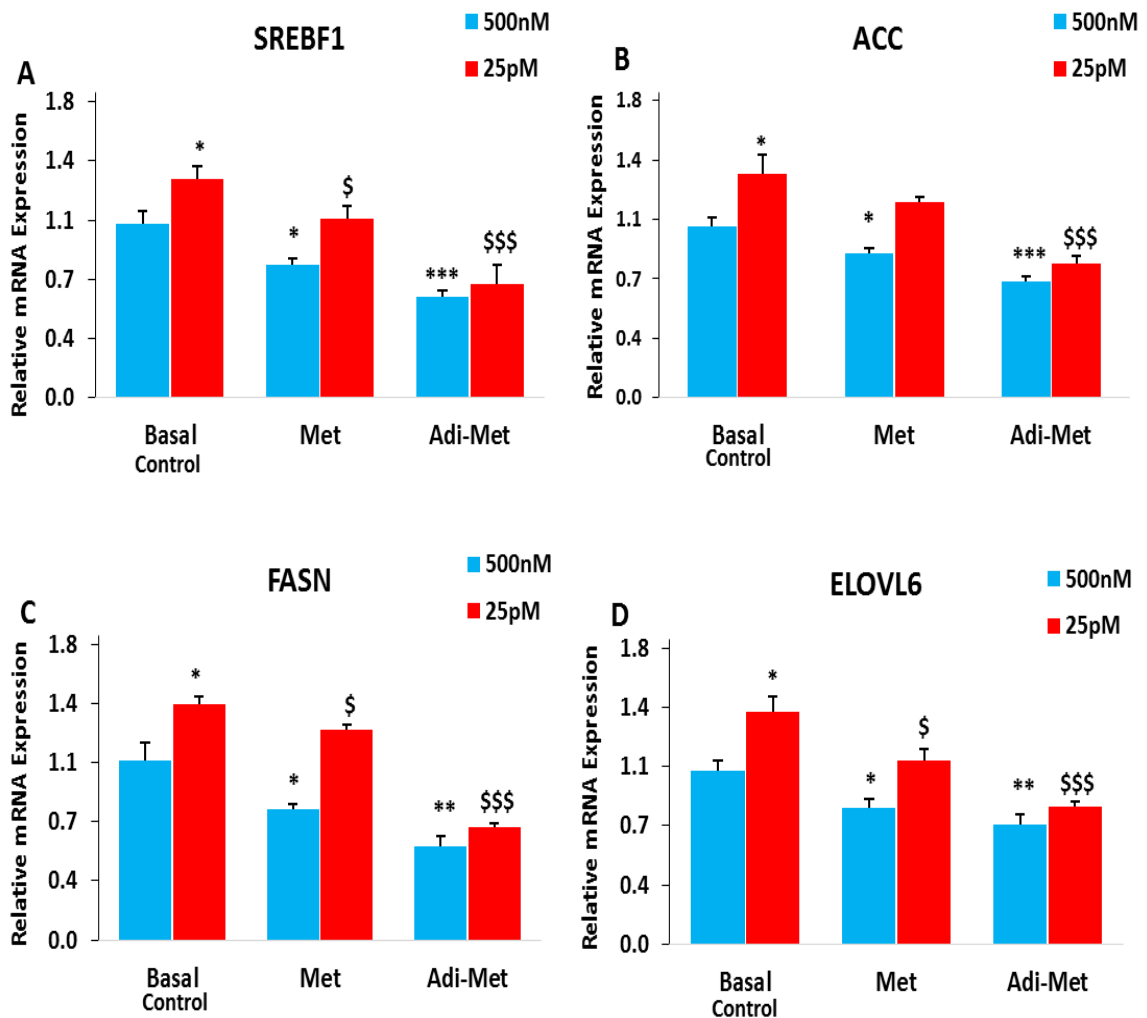 SREBF1
500nM
25pM
A
Relative mRNA Expression
1.8
1.4
1.1
0.7
0.4
0.0
*
*
$
***
$$$
Basal
Control
Met
Adi-Met
ACC
500nM
25pM
B
Relative mRNA Expression
1.8
1.4
1.1
0.7
0.4
0.0
*
*
***
$$$
Basal
Control
Met
Adi-Met
FASN
500nM
25pM
C
Relative mRNA Expression
1.8
1.4
1.1
0.7
0.4
0.0
*
*
$
**
$$$
Basal
Control
Met
Adi-Met
ELOVL6
500nM
25pM
D
Relative mRNA Expression
1.8
1.4
1.1
0.7
0.4
0.0
*
*
$
**
$$$
Basal
Control
Met
Adi-Met